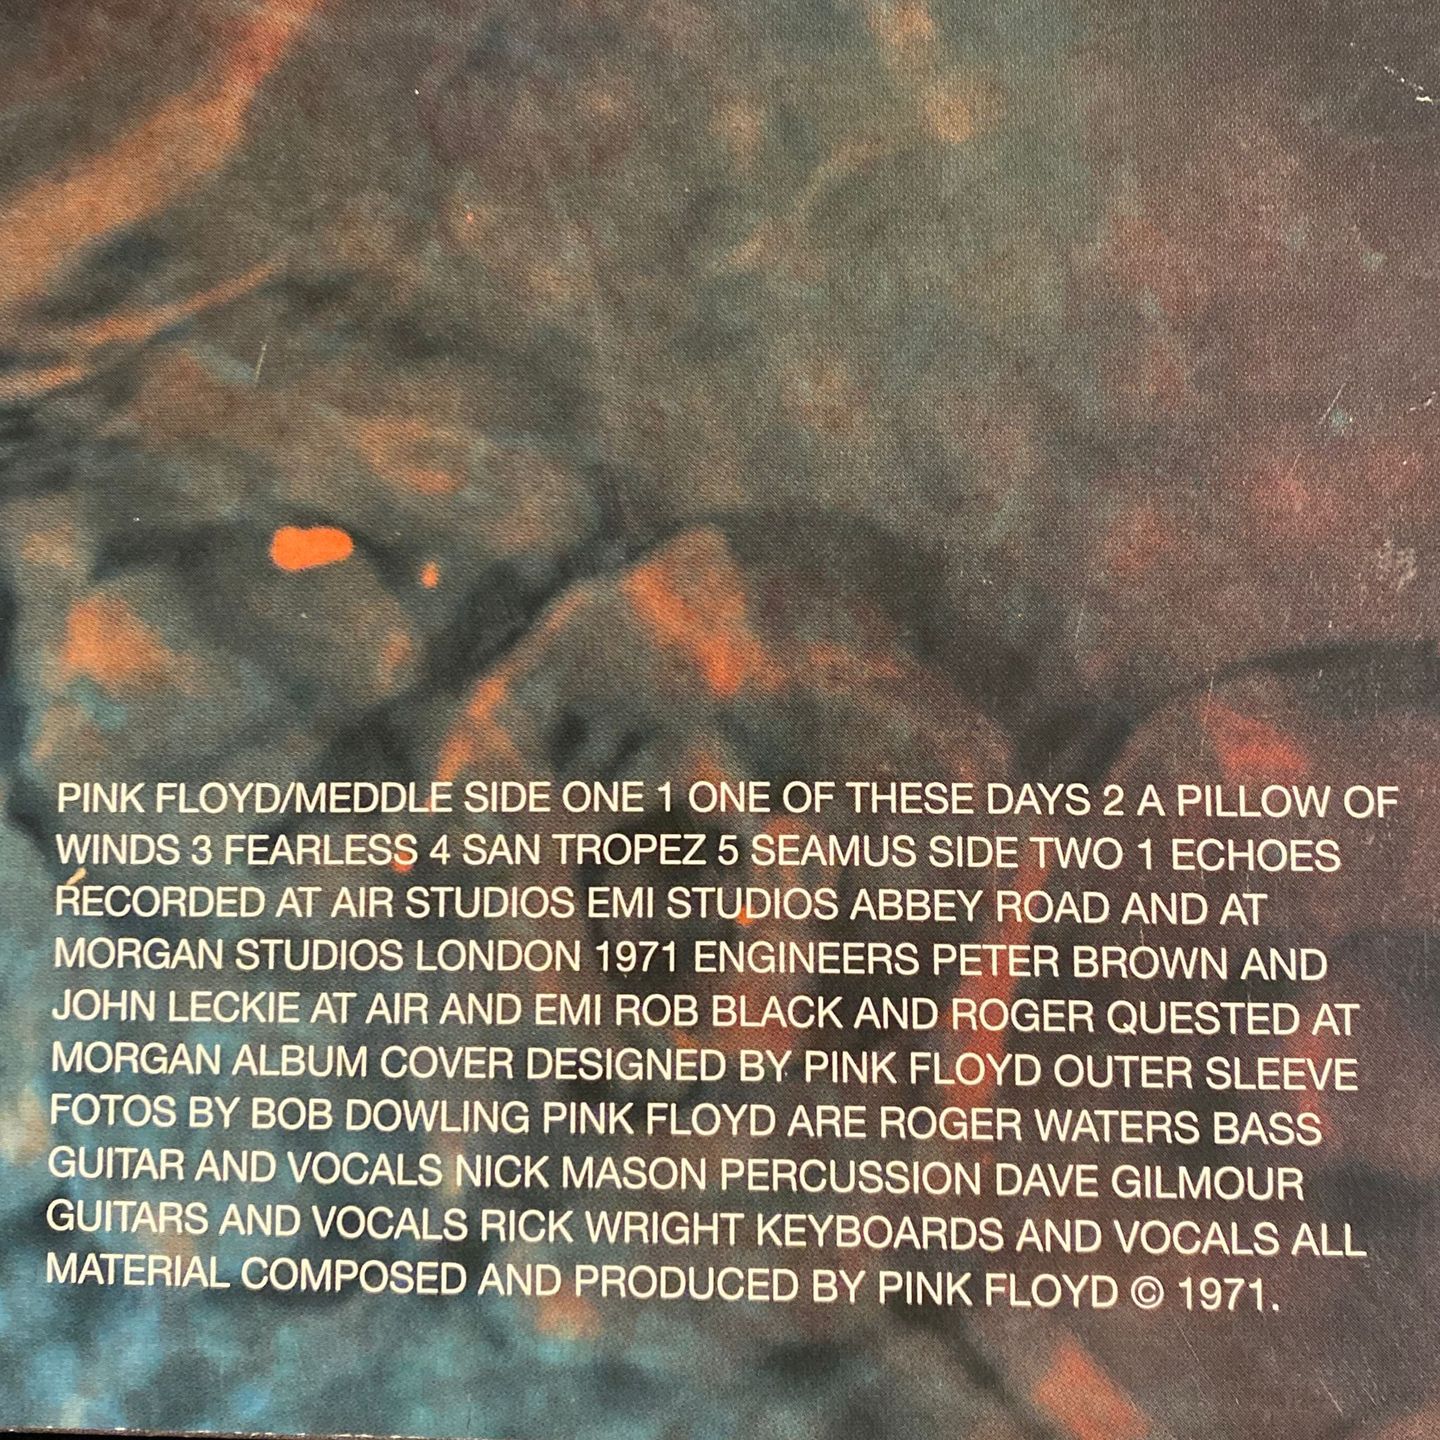 PINK FLOYD/MEDDLE SIDE ONE 1 ONE OF THESE DAYS 2 A PILLOW OF
WINDS 3 FEARLESS 4 SAN TROPEZ 5 SEAMUS SIDE TWO 1 ECHOES
RECORDED AT AIR STUDIOS EMI STUDIOS ABBEY ROAD AND AT
MORGAN STUDIOS LONDON 1971 ENGINEERS PETER BROWN AND
JOHN LECKIE AT AIR AND EMI ROB BLACK AND ROGER QUESTED AT
MORGAN ALBUM COVER DESIGNED BY PINK FLOYD OUTER SLEEVE
FOTOS BY BOB DOWLING PINK FLOYD ARE ROGER WATERS BASS
GUITAR AND VOCALS NICK MASON PERCUSSION DAVE GILMOUR
GUITARS AND VOCALS RICK WRIGHT KEYBOARDS AND VOCALS ALL
MATERIAL COMPOSED AND PRODUCED BY PINK FLOYD © 1971.